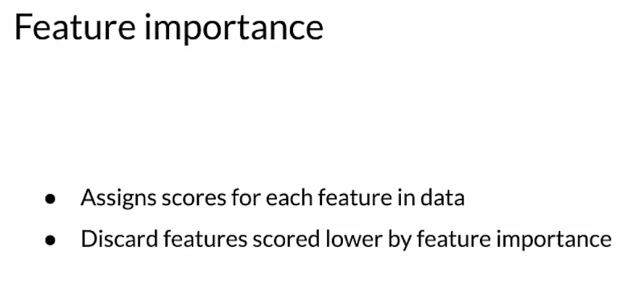 Feature importance
● Assigns scores for each feature in data
● Discard features scored lower by feature importance